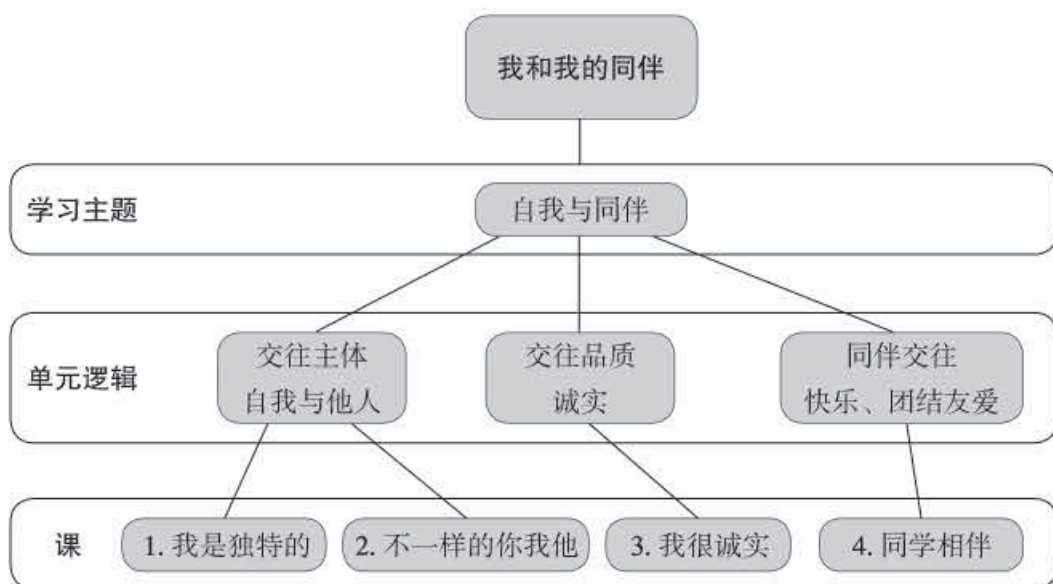 我和我的同伴
学习主题
自我与同伴
单元逻辑
交往主体
自我与他人
交往品质
诚实
同伴交往
快乐、团结友爱
课
1. 我是独特的
2. 不一样的你我他
3. 我很诚实
4. 同学相伴